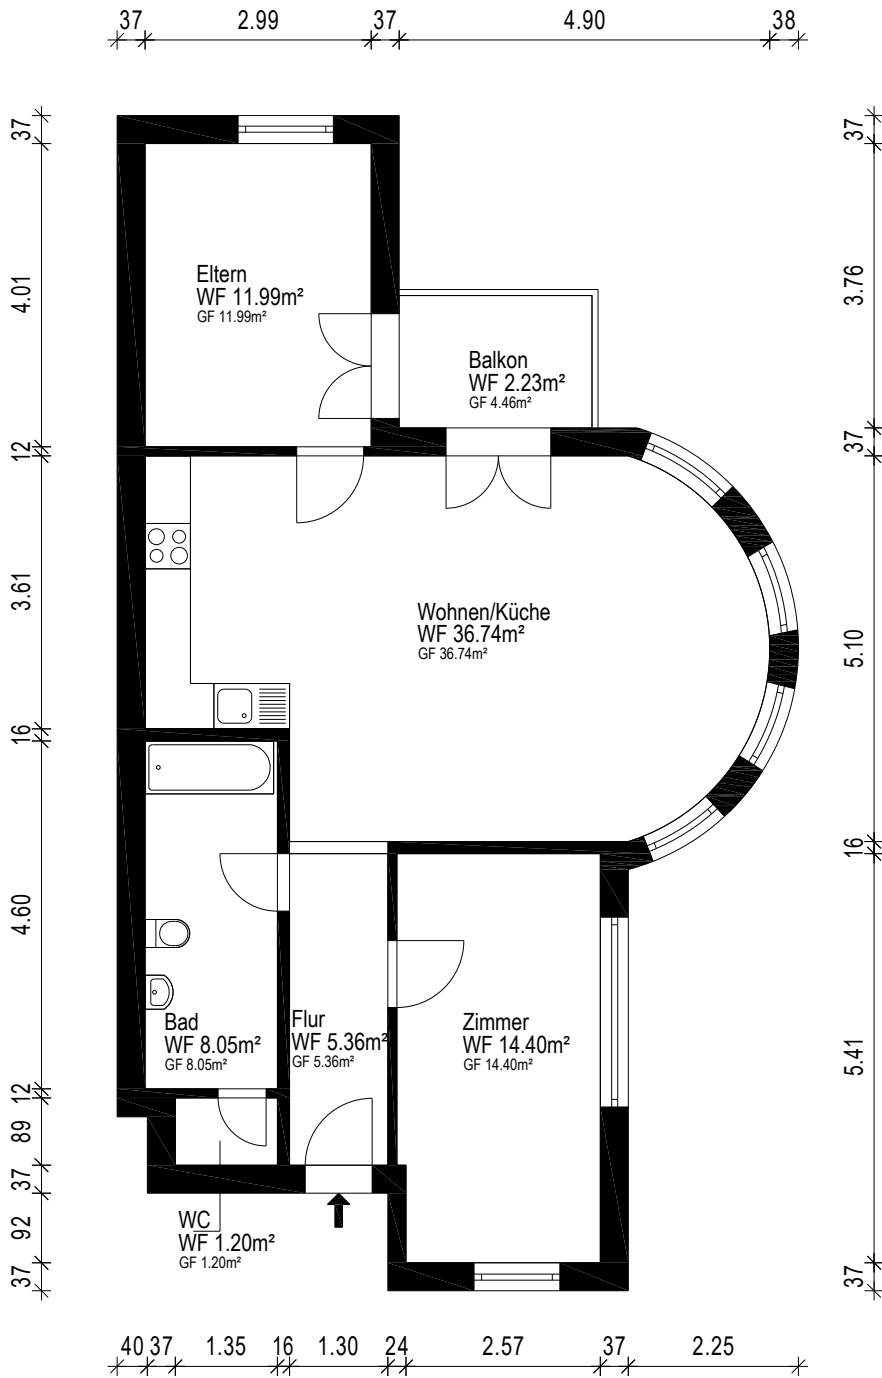 37 2.99 37 4.90 38
37
4.01
12
3.61
16
4.60
12
89
37
92
37
37
3.76
37
5.10
16
5.41
37
Eltern
WF 11.99m²
GF 11.99m²
Balkon
WF 2.23m²
GF 4.46m²
Wohnen/Küche
WF 36.74m²
GF 36.74m²
Bad
WF 8.05m²
GF 8.05m²
Flur
WF 5.36m²
GF 5.36m²
Zimmer
WF 14.40m²
GF 14.40m²
WC
WF 1.20m²
GF 1.20m²
40 37 1.35 16 1.30 24 2.57 37 2.25